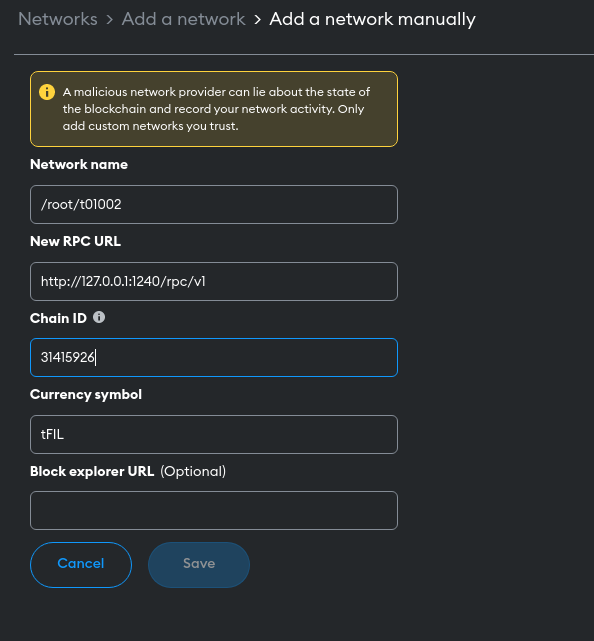 Networks > Add a network > Add a network manually
A malicious network provider can lie about the state of
the blockchain and record your network activity. Only
add custom networks you trust.
Network name
/root/t01002
New RPC URL
http://127.0.0.1:1240/rpc/v1
Chain ID
31415926
Currency symbol
tFIL
Block explorer URL (Optional)
Cancel Save